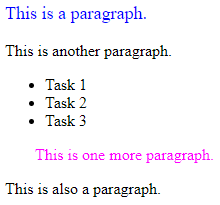 This is a paragraph.
This is another paragraph.
Task 1
Task 2
Task 3
This is one more paragraph.
This is also a paragraph.